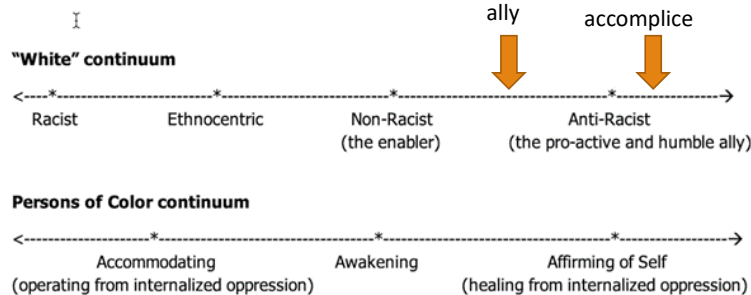 ally
accomplice
“White” continuum
<----*--------------------------*----------------------------*-----------------------------------*------------------→
Racist Ethnocentric Non-Racist Anti-Racist
(the enabler) (the pro-active and humble ally)
Persons of Color continuum
<--------------------*-----------------------------------*-------------------------------------*-------------------→
Accommodating Awakening Affirming of Self
(operating from internalized oppression) (healing from internalized oppression)